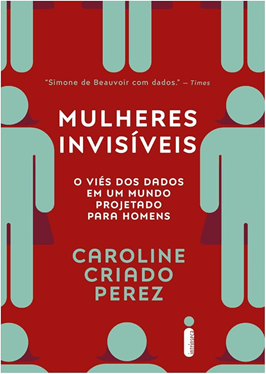 "Simone de Beauvoir com dados." — Times
MULHERES
INVISÍVEIS
O VIÉS DOS DADOS
EM UM MUNDO
PROJETADO
PARA HOMENS
CAROLINE
CRIADO
PEREZ
intrínseca